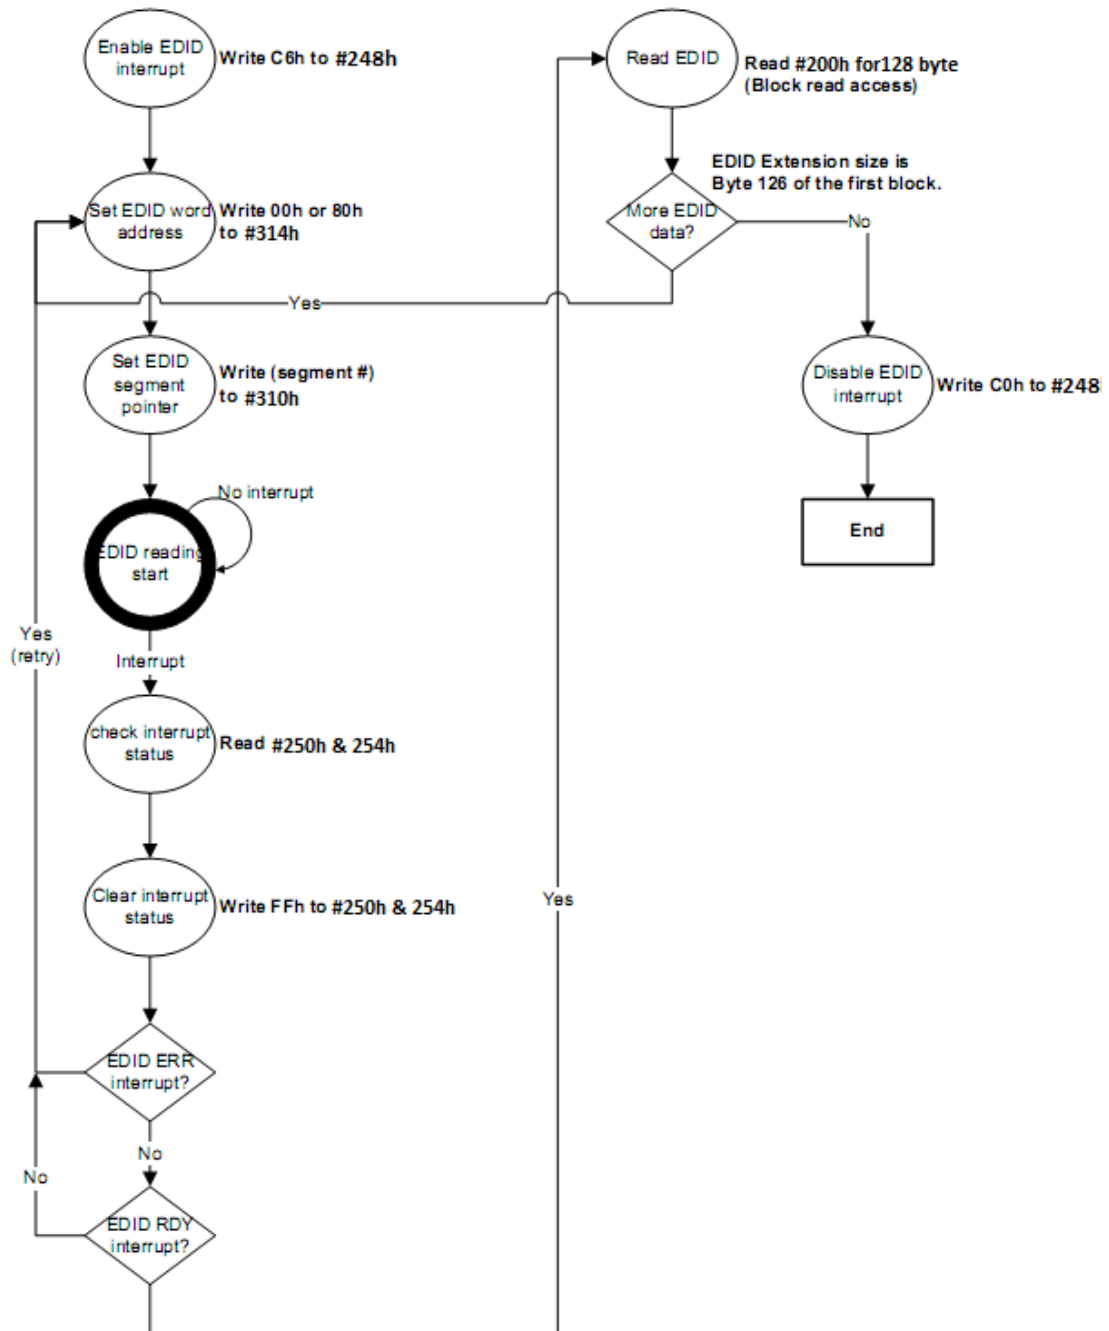 Enable EDID
interrupt
Write C6h to #248h
Set EDID word
address
Write 00h or 80h
to #314h
Yes
Set EDID
segment
pointer
Write (segment #)
to #310h
No interrupt
EDID reading
start
Yes
(retry)
Interrupt
check interrupt
status
Read #250h & 254h
Clear interrupt
status
Write FFh to #250h & 254h
EDID ERR
interrupt?
No
No
EDID RDY
interrupt?
Yes
Read EDID
Read #200h for128 byte
(Block read access)
EDID Extension size is
Byte 126 of the first block.
More EDID
data?
No
Disable EDID
interrupt
Write C0h to #248
End